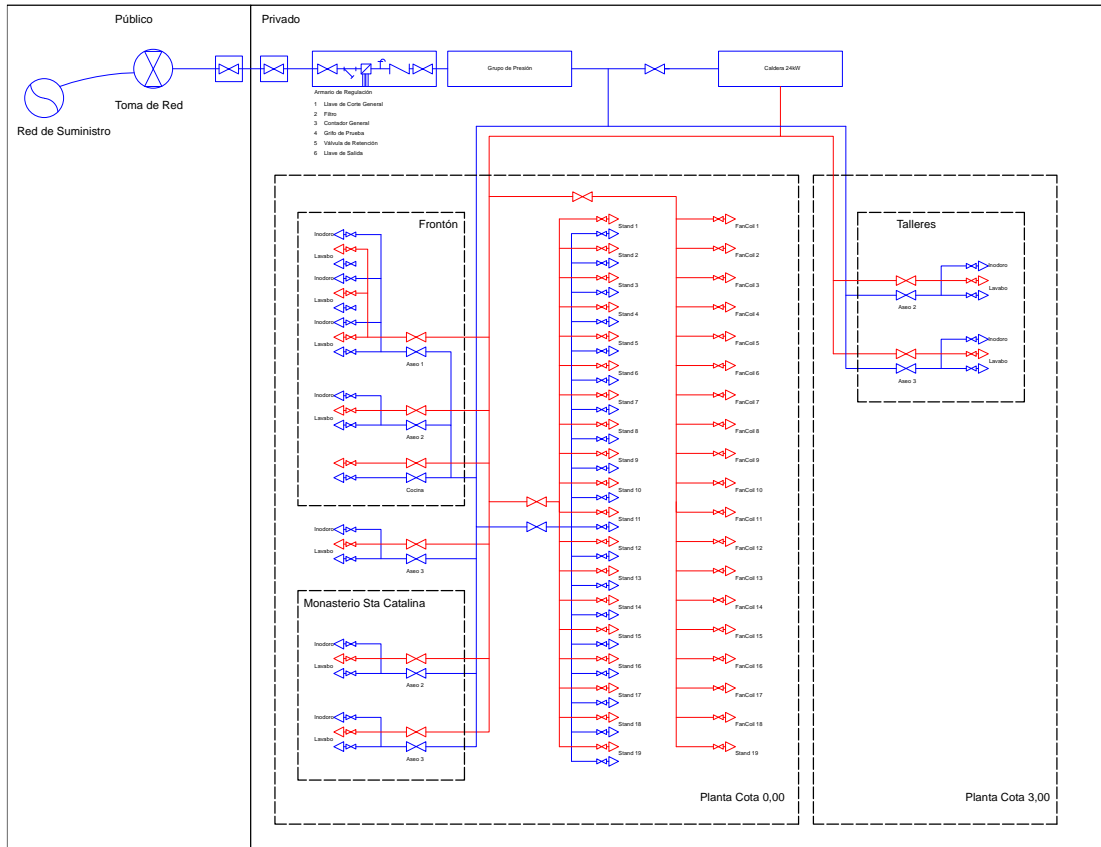 Público
Privado
Red de Suministro
Toma de Red
Armario de Regulación
1 Llave de Corte General
2 Filtro
3 Contador General
4 Grifo de Prueba
5 Válvula de Retención
6 Llave de Salida
Grupo de Presión
Caldera 24kW
Frontón
Inodoro
Lavabo
Inodoro
Lavabo
Inodoro
Lavabo
Aseo 1
Inodoro
Lavabo
Aseo 2
Cocina
Inodoro
Lavabo
Aseo 3
Monasterio Sta Catalina
Inodoro
Lavabo
Aseo 2
Inodoro
Lavabo
Aseo 3
Stand 1
Stand 2
Stand 3
Stand 4
Stand 5
Stand 6
Stand 7
Stand 8
Stand 9
Stand 10
Stand 11
Stand 12
Stand 13
Stand 14
Stand 15
Stand 16
Stand 17
Stand 18
Stand 19
FanCoil 1
FanCoil 2
FanCoil 3
FanCoil 4
FanCoil 5
FanCoil 6
FanCoil 7
FanCoil 8
FanCoil 9
FanCoil 10
FanCoil 11
FanCoil 12
FanCoil 13
FanCoil 14
FanCoil 15
FanCoil 16
FanCoil 17
FanCoil 18
Stand 19
Planta Cota 0,00
Talleres
Inodoro
Lavabo
Aseo 2
Inodoro
Lavabo
Aseo 3
Planta Cota 3,00